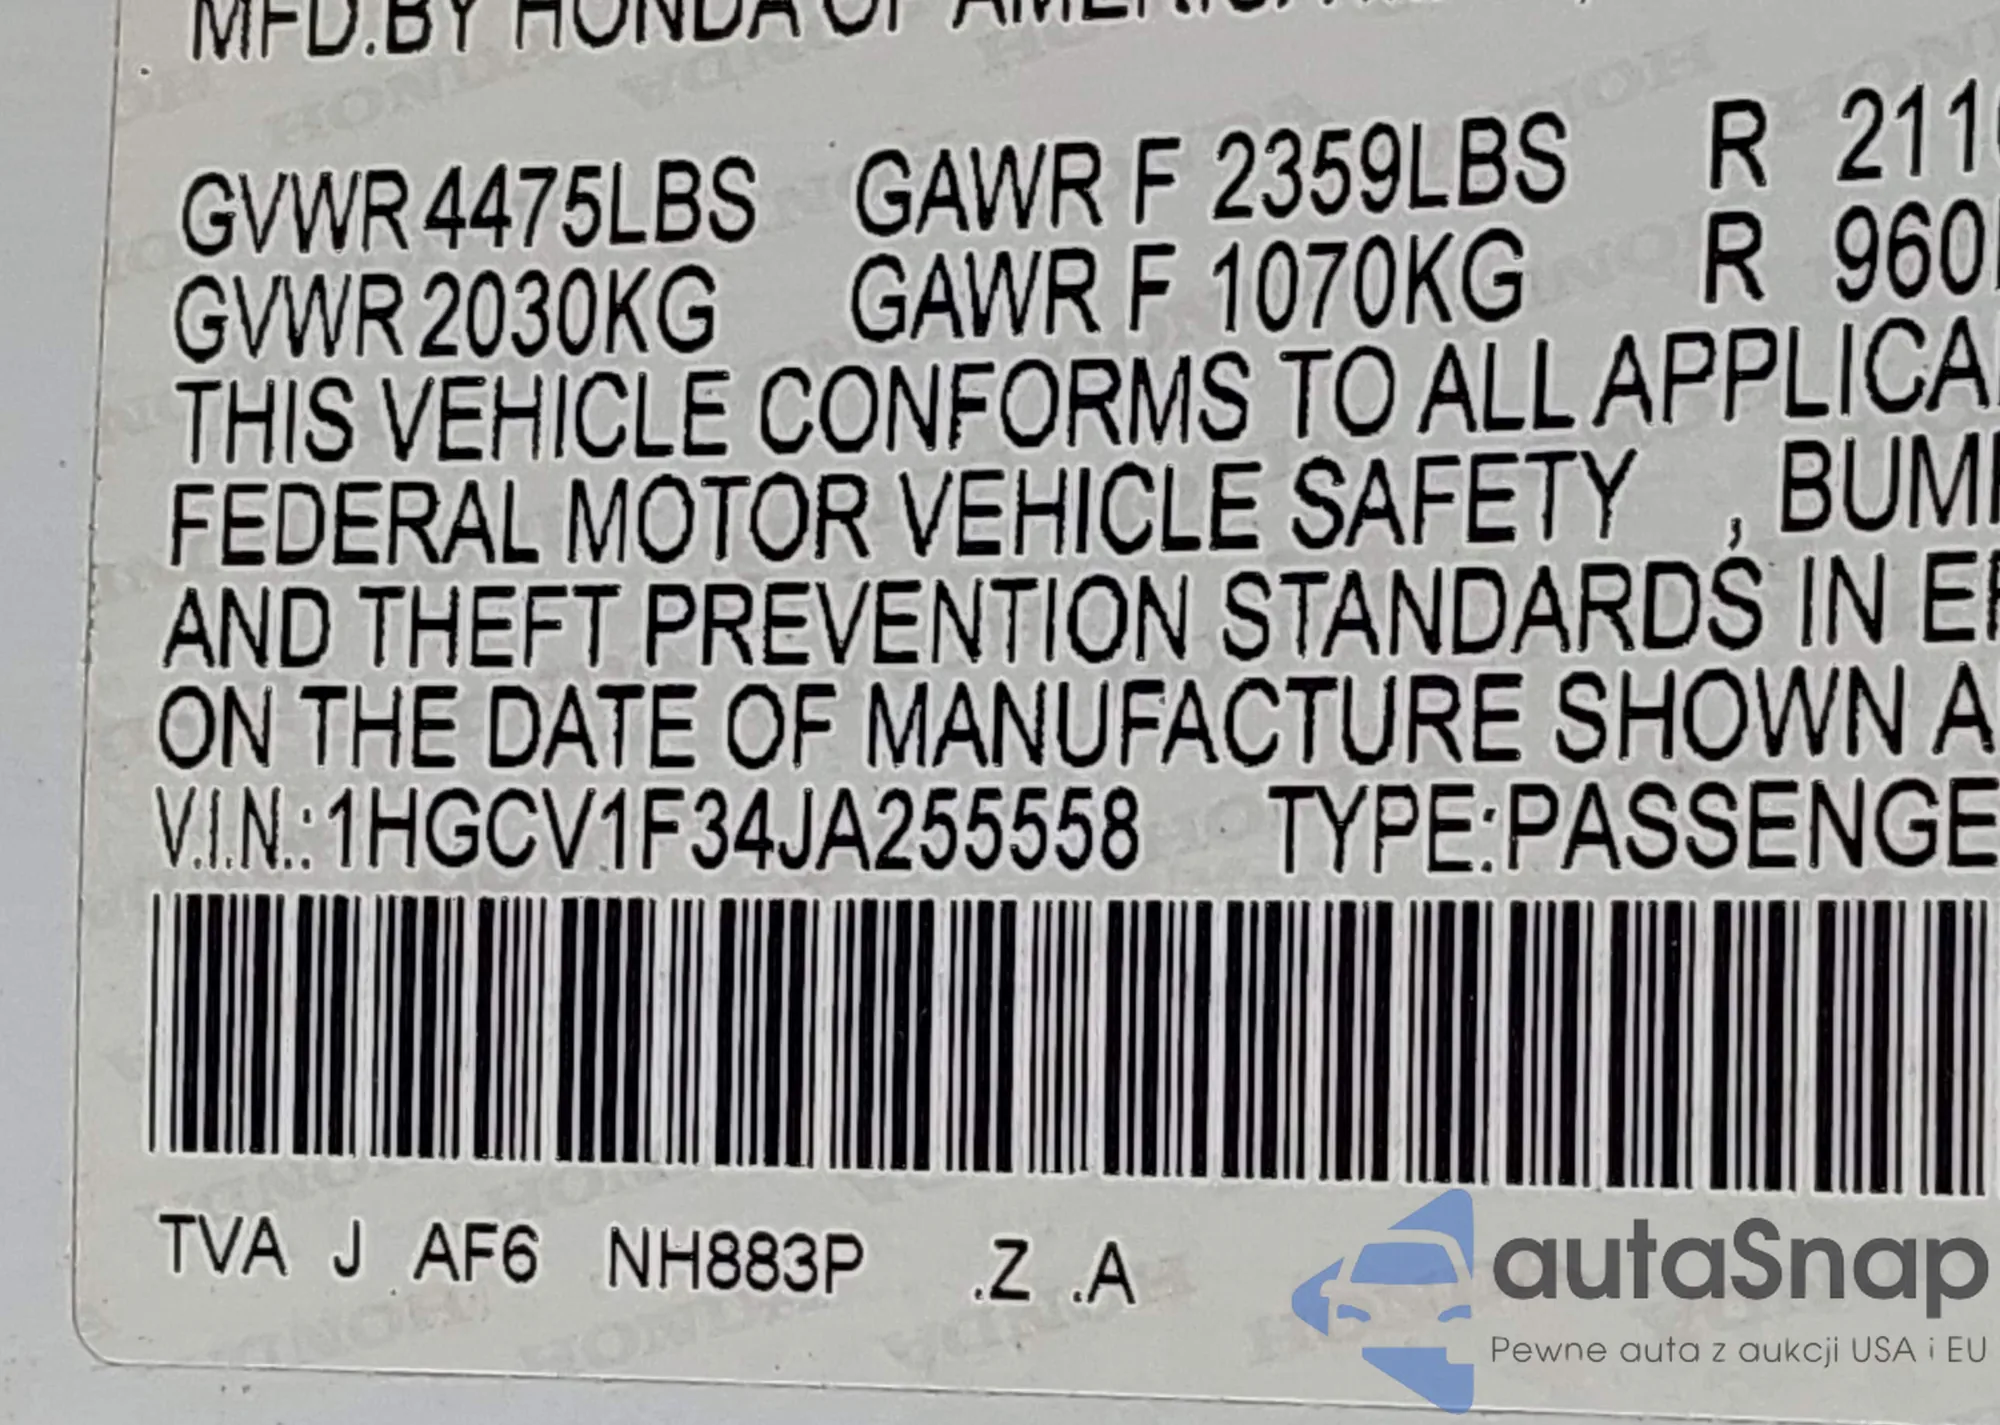 MFD.BY HONDA OF
GVWR 4475LBS GAWR F 2359LBS R 211
GVWR 2030KG GAWR F 1070KG R 960
THIS VEHICLE CONFORMS TO ALL APPLICA
FEDERAL MOTOR VEHICLE SAFETY , BUM
AND THEFT PREVENTION STANDARDS IN E
ON THE DATE OF MANUFACTURE SHOWN A
V.I.N.:1HGCV1F34JA255558 TYPE:PASSENGE
TVA J AF6 NH883P .Z .A
autaSnap
Pewne auta z aukcji USA i EU